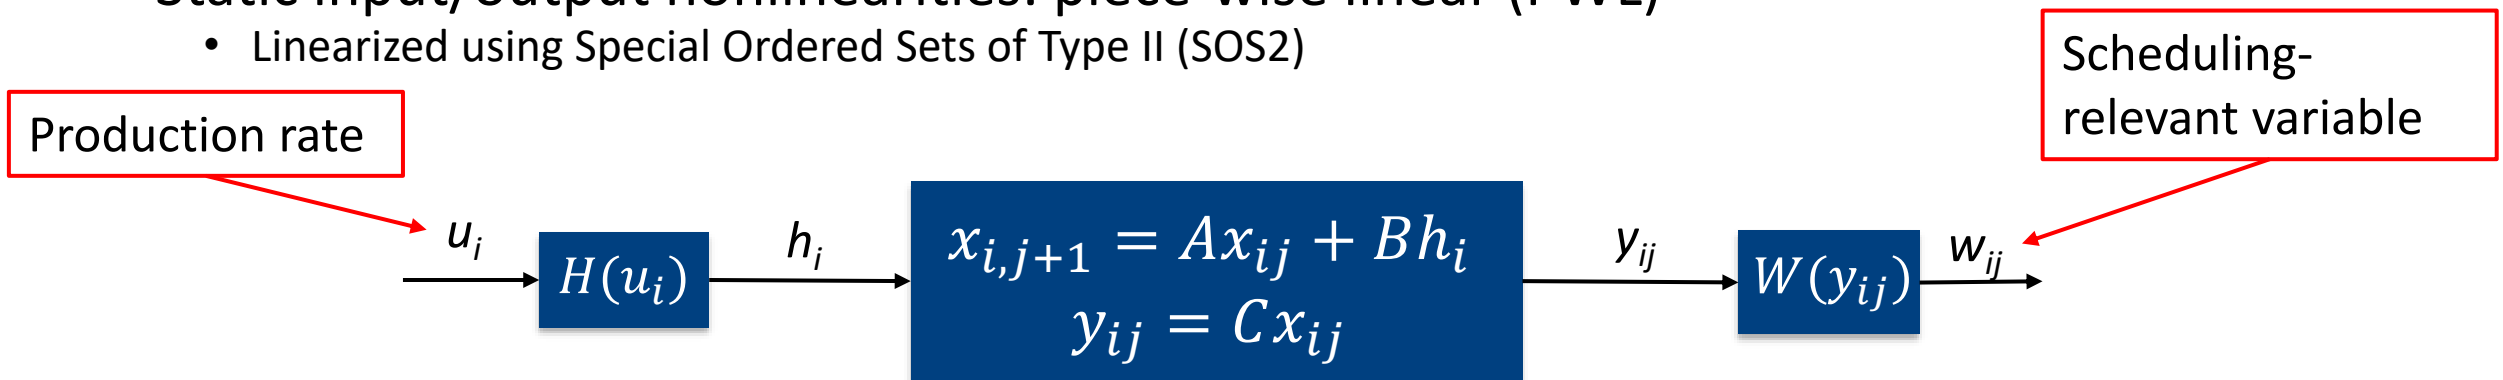 • Linearized using Special Ordered Sets of Type II (SOS2)
Production rate
Scheduling-
relevant variable
u_i
H(u_i)
h_i
x_{i,j+1} = Ax_{ij} + Bh_i
y_{ij} = Cx_{ij}
y_{ij}
W(y_{ij})
w_{ij}